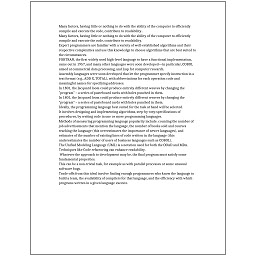 Many factors, having little or nothing to do with the ability of the computer to efficiently
compile and execute the code, contribute to readability.
Many factors, having little or nothing to do with the ability of the computer to efficiently
compile and execute the code, contribute to readability.
Expert programmers are familiar with a variety of well-established algorithms and their
respective complexities and use this knowledge to choose algorithms that are best suited to
the circumstances.
FORTRAN, the first widely used high-level language to have a functional implementation,
came out in 1957, and many other languages were soon developed—in particular, COBOL
aimed at commercial data processing, and Lisp for computer research.
Assembly languages were soon developed that let the programmer specify instruction in a
text format (e.g., ADD X, TOTAL), with abbreviations for each operation code and
meaningful names for specifying addresses.
In 1801, the Jacquard loom could produce entirely different weaves by changing the
"program" – a series of pasteboard cards with holes punched in them.
In 1801, the Jacquard loom could produce entirely different weaves by changing the
"program" – a series of pasteboard cards with holes punched in them.
Ideally, the programming language best suited for the task at hand will be selected.
It involves designing and implementing algorithms, step-by-step specifications of
procedures, by writing code in one or more programming languages.
Methods of measuring programming language popularity include: counting the number of
job advertisements that mention the language, the number of books sold and courses
teaching the language (this overestimates the importance of newer languages), and
estimates of the number of existing lines of code written in the language (this
underestimates the number of users of business languages such as COBOL).
The Unified Modeling Language (UML) is a notation used for both the OOAD and MDA.
Techniques like Code refactoring can enhance readability.
Whatever the approach to development may be, the final program must satisfy some
fundamental properties.
This can be a non-trivial task, for example as with parallel processes or some unusual
software bugs.
Trade-offs from this ideal involve finding enough programmers who know the language to
build a team, the availability of compilers for that language, and the efficiency with which
programs written in a given language execute.